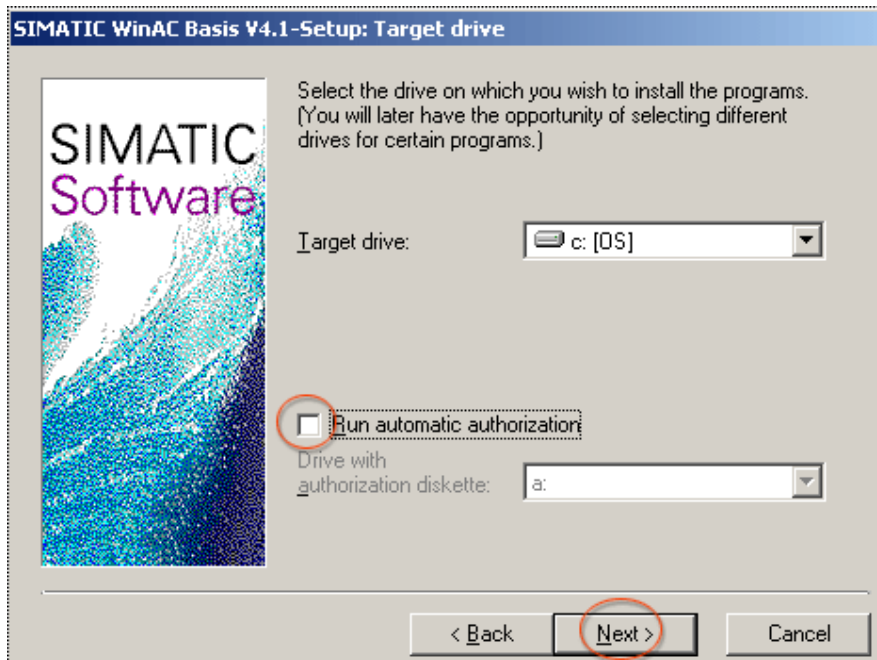 SIMATIC WinAC Basis V4.1-Setup: Target drive
SIMATIC
Software
Select the drive on which you wish to install the programs.
(You will later have the opportunity of selecting different
drives for certain programs.)
Target drive:
c: [OS]
Run automatic authorization
Drive with
authorization diskette:
a:
< Back
Next >
Cancel